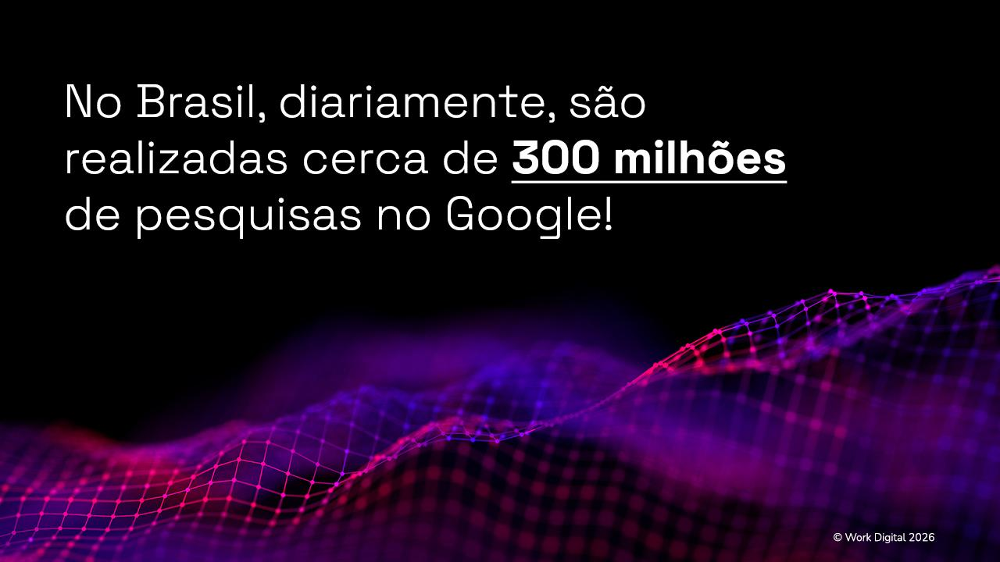 No Brasil, diariamente, são
realizadas cerca de 300 milhões
de pesquisas no Google!
© Work Digital 2026